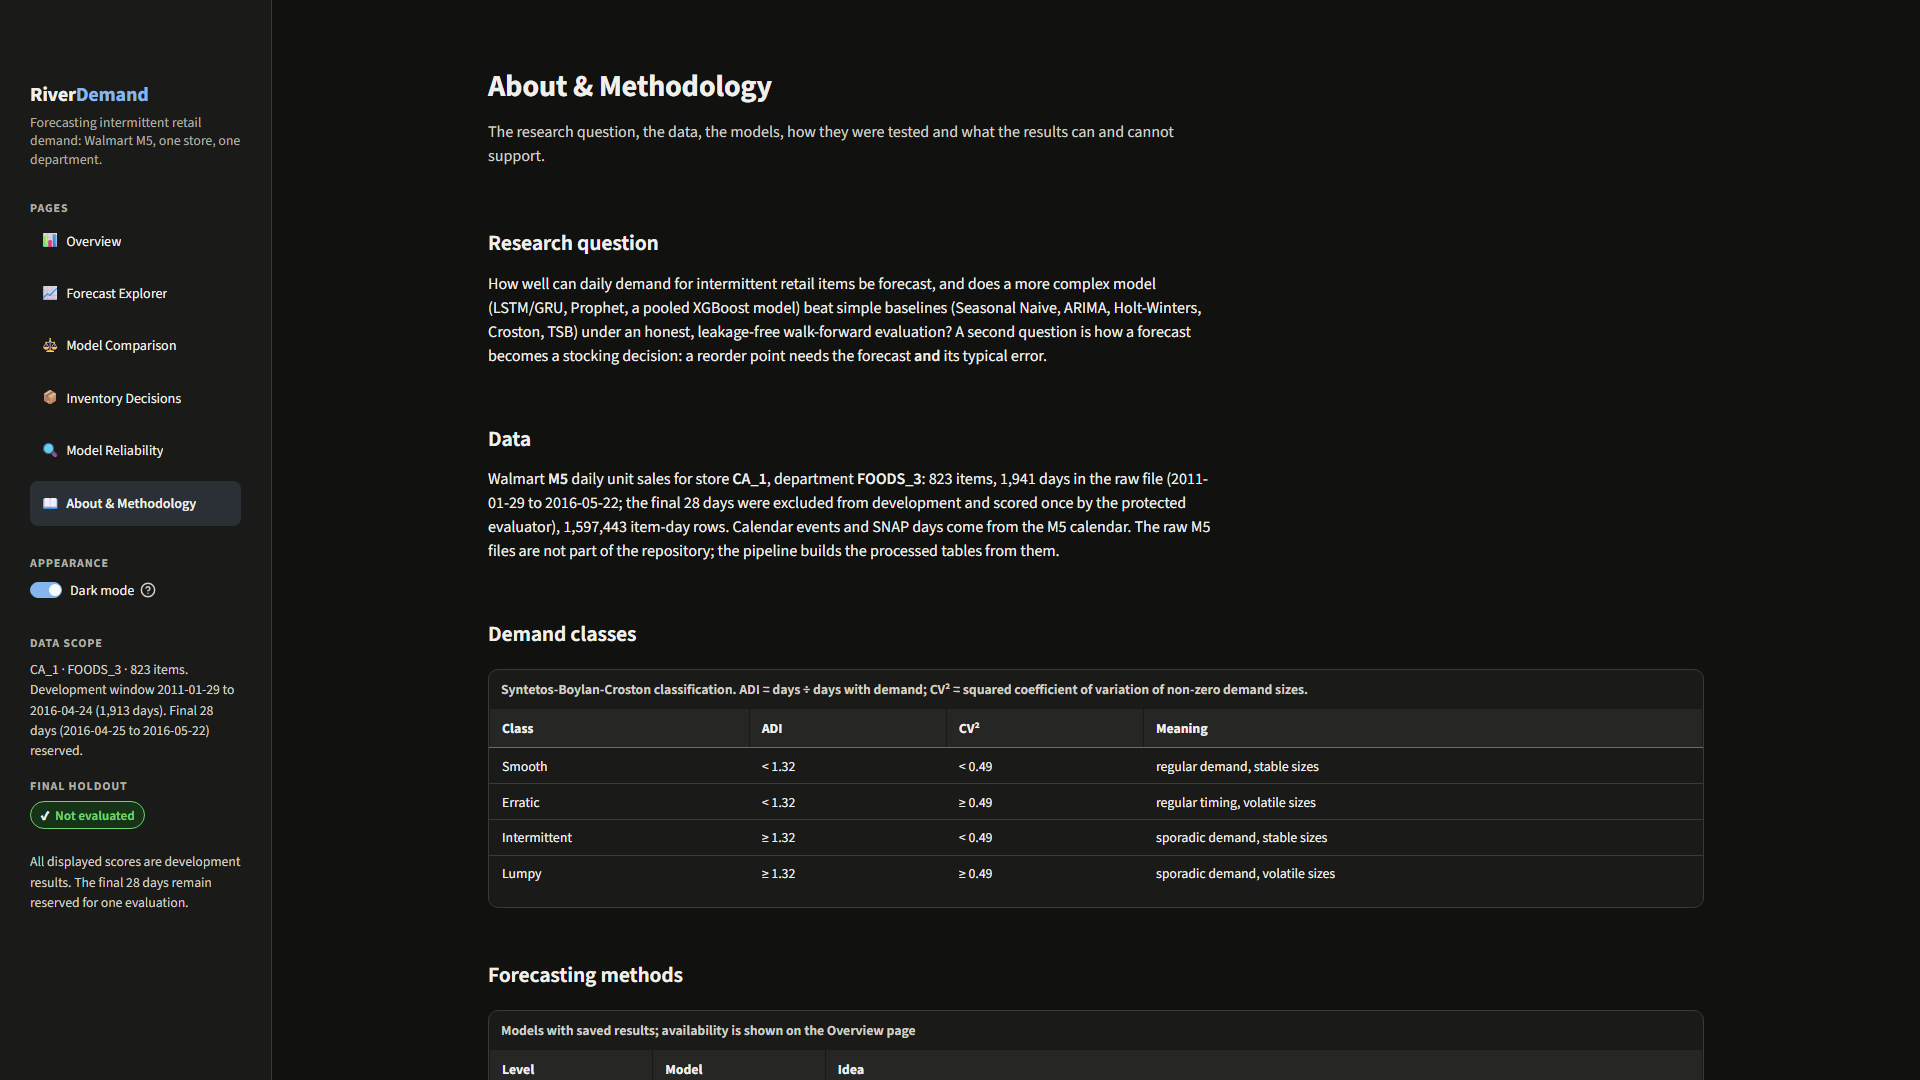 RiverDemand
Forecasting intermittent retail
demand: Walmart M5, one store, one
department.
PAGES
Overview
Forecast Explorer
Model Comparison
Inventory Decisions
Model Reliability
About & Methodology
APPEARANCE
Dark mode
DATA SCOPE
CA_1 · FOODS_3 · 823 items.
Development window 2011-01-29 to
2016-04-24 (1,913 days). Final 28
days (2016-04-25 to 2016-05-22)
reserved.
FINAL HOLDOUT
✓ Not evaluated
All displayed scores are development
results. The final 28 days remain
reserved for one evaluation.
About & Methodology
The research question, the data, the models, how they were tested and what the results can and cannot
support.
Research question
How well can daily demand for intermittent retail items be forecast, and does a more complex model
(LSTM/GRU, Prophet, a pooled XGBoost model) beat simple baselines (Seasonal Naive, ARIMA, Holt-Winters,
Croston, TSB) under an honest, leakage-free walk-forward evaluation? A second question is how a forecast
becomes a stocking decision: a reorder point needs the forecast and its typical error.
Data
Walmart M5 daily unit sales for store CA_1, department FOODS_3: 823 items, 1,941 days in the raw file (2011-
01-29 to 2016-05-22; the final 28 days were excluded from development and scored once by the protected
evaluator), 1,597,443 item-day rows. Calendar events and SNAP days come from the M5 calendar. The raw M5
files are not part of the repository; the pipeline builds the processed tables from them.
Demand classes
Syntetos-Boylan-Croston classification. ADI = days ÷ days with demand; CV² = squared coefficient of variation of non-zero demand sizes.
Class ADI CV² Meaning
Smooth < 1.32 < 0.49 regular demand, stable sizes
Erratic < 1.32 ≥ 0.49 regular timing, volatile sizes
Intermittent ≥ 1.32 < 0.49 sporadic demand, stable sizes
Lumpy ≥ 1.32 ≥ 0.49 sporadic demand, volatile sizes
Forecasting methods
Models with saved results; availability is shown on the Overview page
Level Model Idea